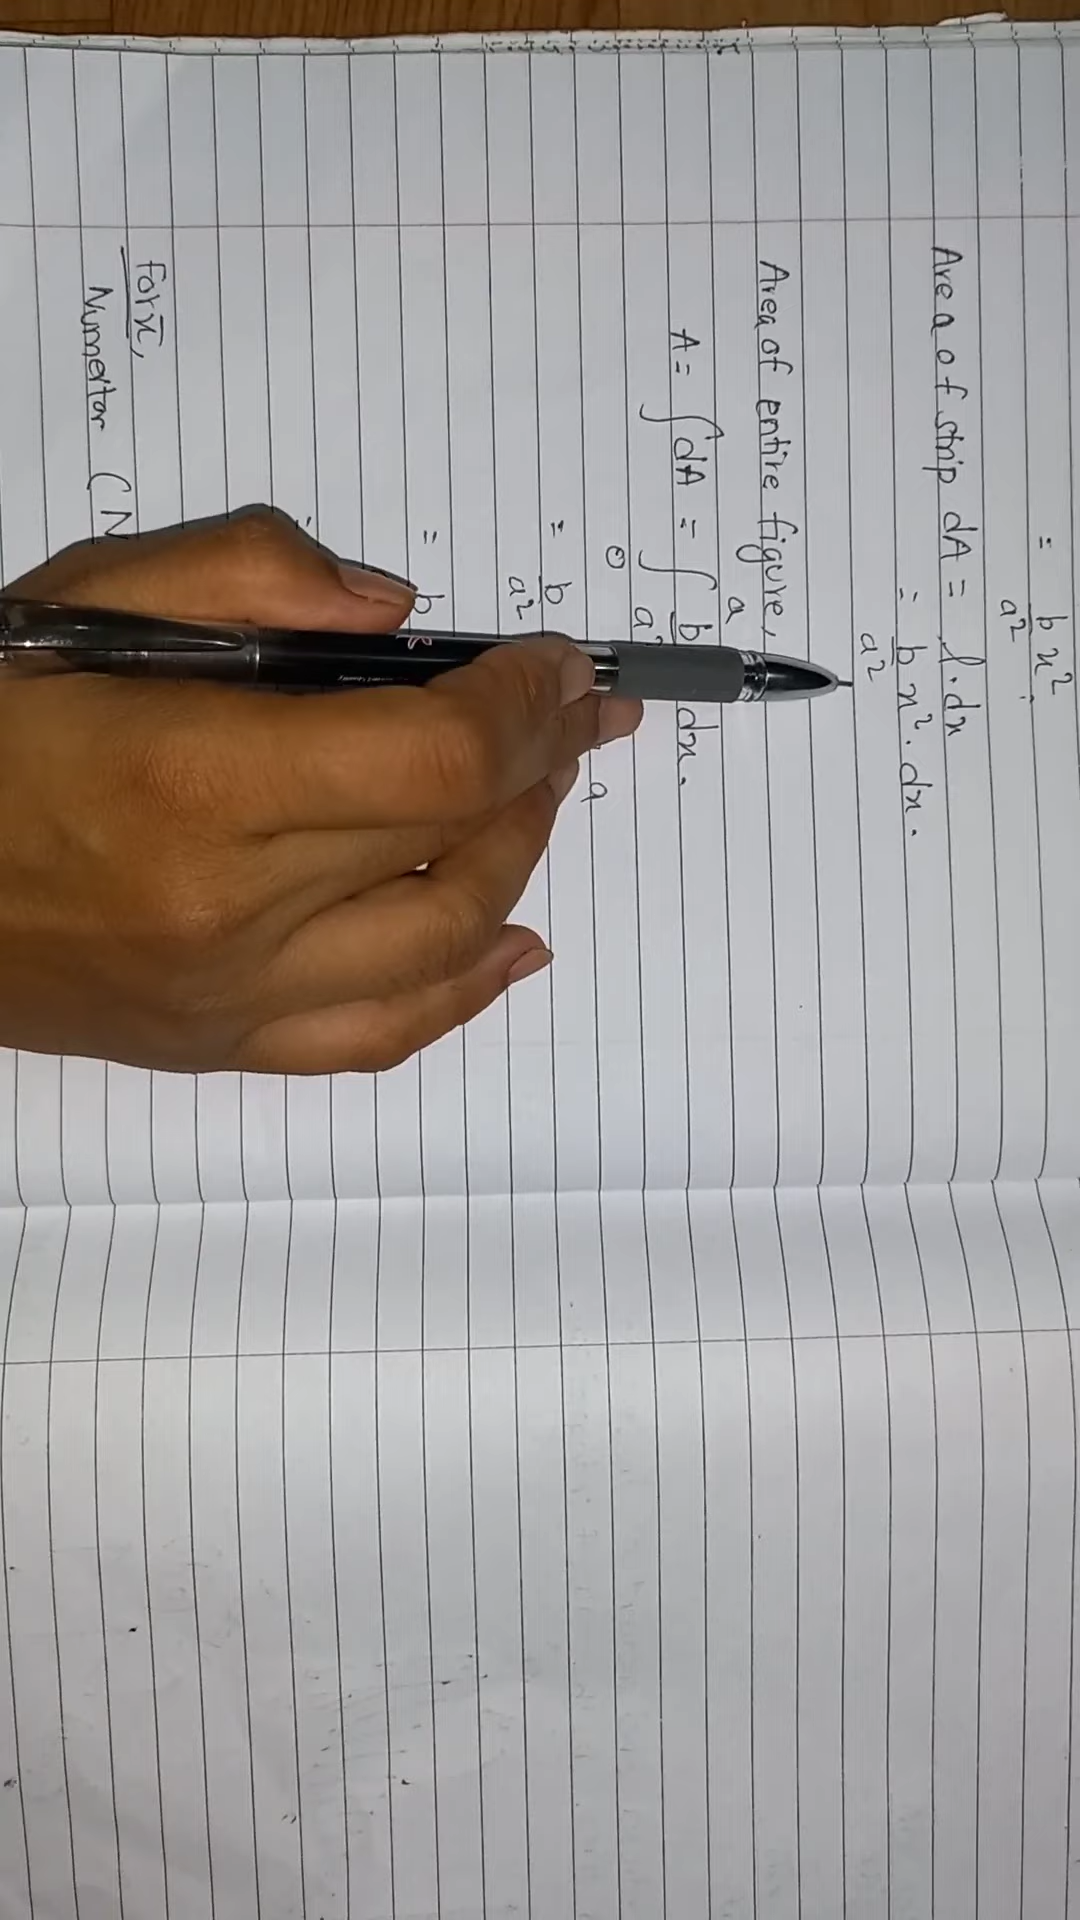 = b/a² x²
Area of strip dA = l.dx
= b/a² x². dx.
Area of entire figure,
A = ∫dA = ∫₀ᵃ b/a² dx.
= b/a² a
= b
For x̄,
Numertor (N